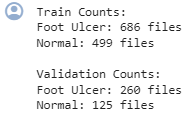 Train Counts:
Foot Ulcer: 686 files
Normal: 499 files
Validation Counts:
Foot Ulcer: 260 files
Normal: 125 files